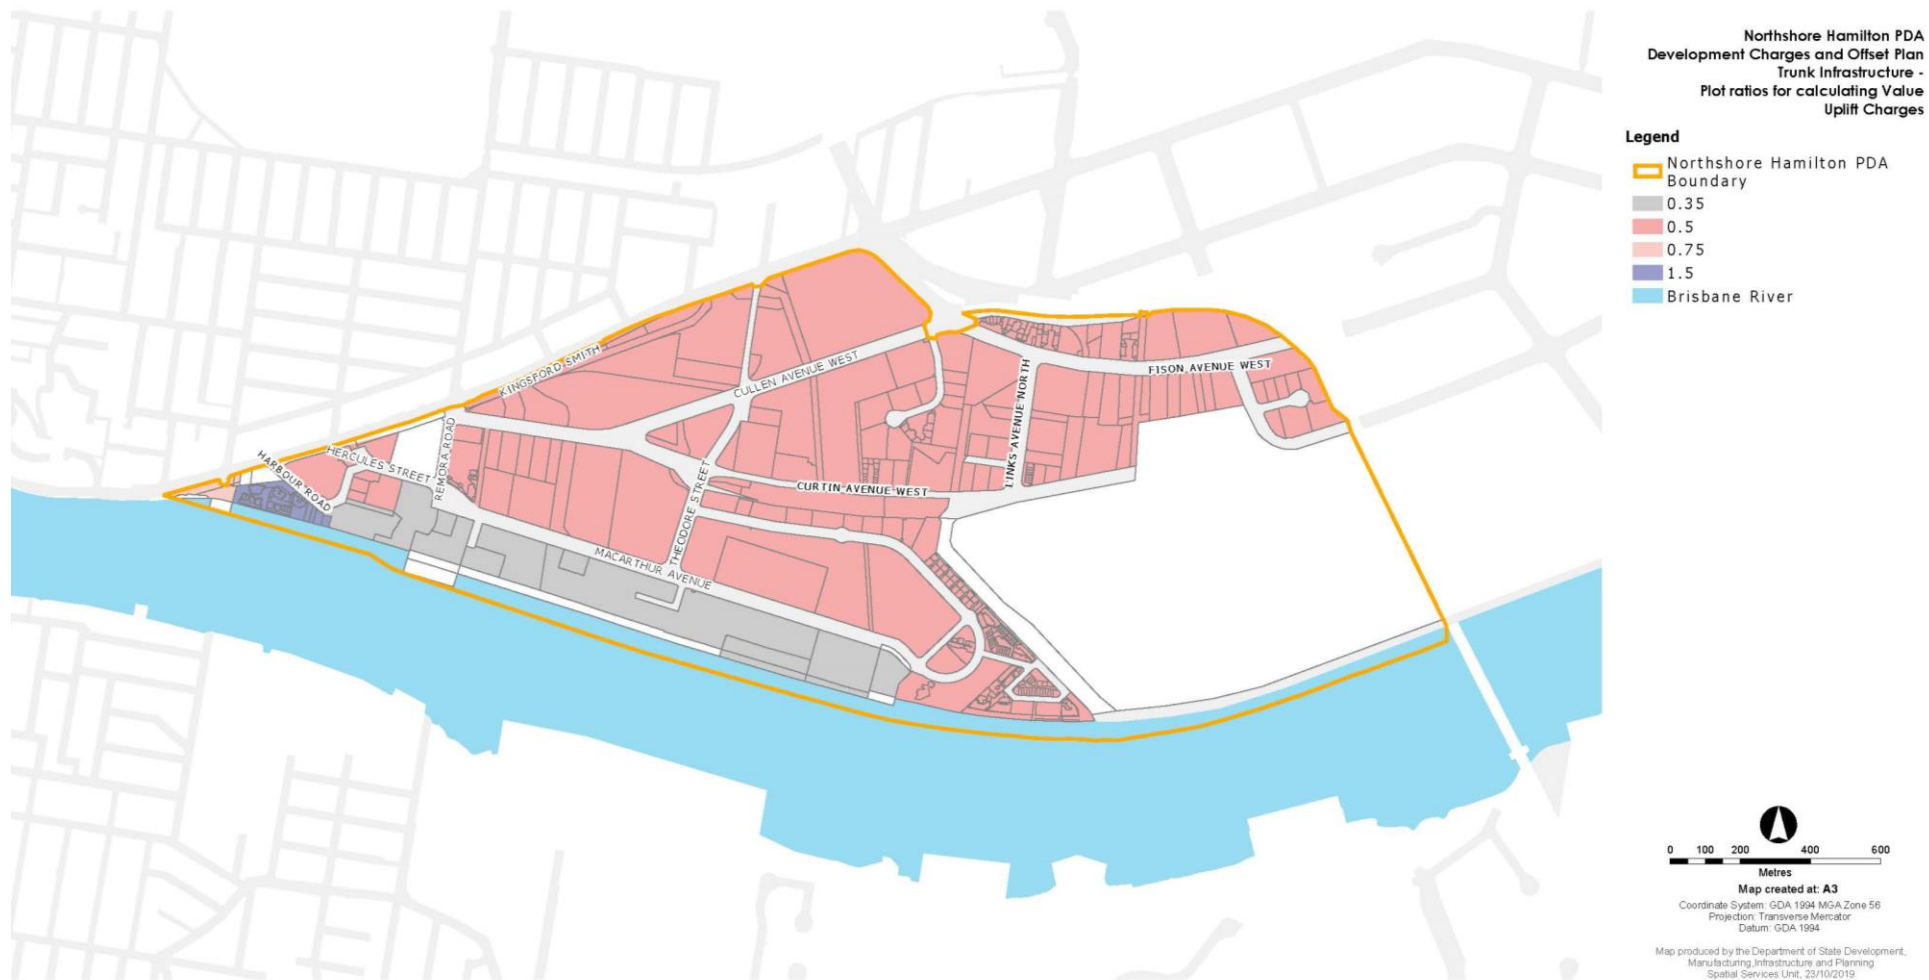 Northshore Hamilton PDA
Development Charges and Offset Plan
Trunk Infrastructure -
Plot ratios for calculating Value
Uplift Charges
Legend
Northshore Hamilton PDA
Boundary
0.35
0.5
0.75
1.5
Brisbane River
KINGSFORD SMITH
CULLEN AVENUE WEST
FISON AVENUE WEST
LINKS AVENUE NORTH
REMORA ROAD
HERCULES STREET
HARBOUR ROAD
CURTIN AVENUE WEST
THEODORE STREET
MACARTHUR AVENUE
0 100 200 400 600
Metres
Map created at: A3
Coordinate System: GDA 1994 MGA Zone 56
Projection: Transverse Mercator
Datum: GDA 1994
Map produced by the Department of State Development,
Manufacturing,Infrastructure and Planning
Spatial Services Unit, 23/10/2019